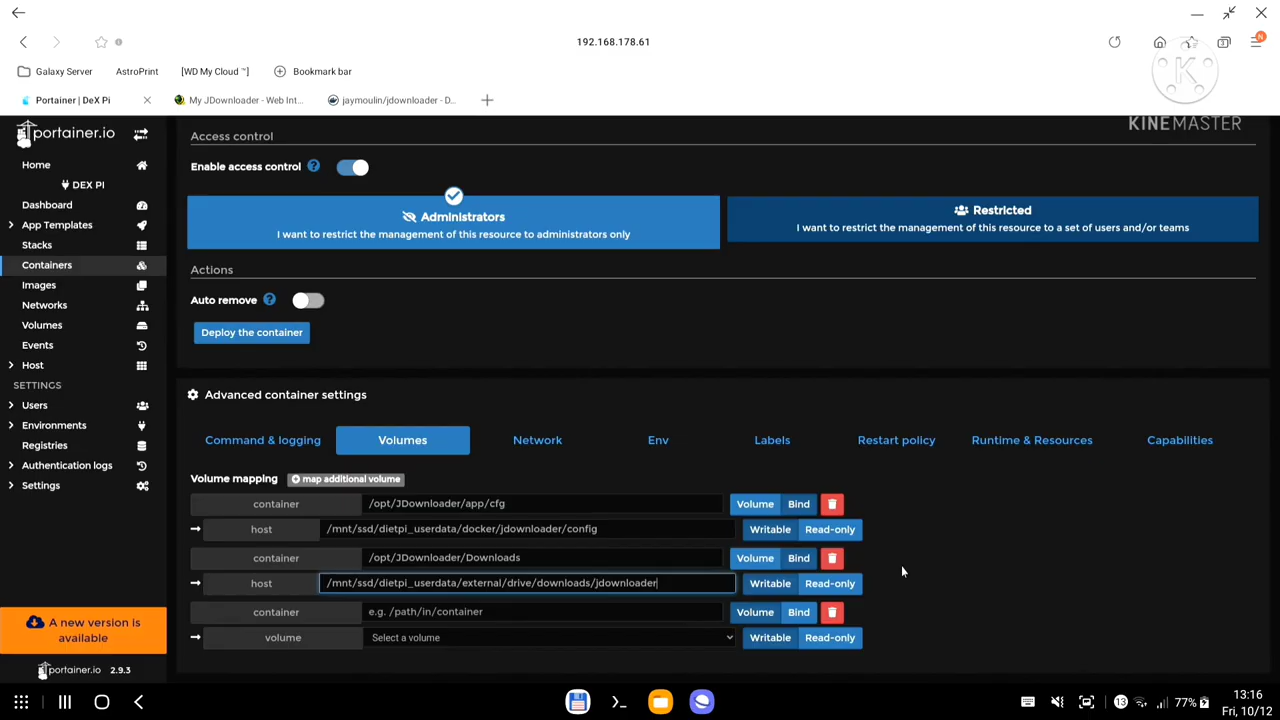 192.168.178.61
Galaxy Server AstroPrint [WD My Cloud ™] Bookmark bar
Portainer | DeX Pi My JDownloader - Web Int... jaymoulin/jdownloader - D...
K
KINEMASTER
portainer.io
Home
DEX PI
Dashboard
App Templates
Stacks
Containers
Images
Networks
Volumes
Events
Host
SETTINGS
Users
Environments
Registries
Authentication logs
Settings
A new version is
available
portainer.io 2.9.3
Access control
Enable access control
Administrators
I want to restrict the management of this resource to administrators only
Restricted
I want to restrict the management of this resource to a set of users and/or teams
Actions
Auto remove
Deploy the container
Advanced container settings
Command & logging Volumes Network Env Labels Restart policy Runtime & Resources Capabilities
Volume mapping map additional volume
container /opt/JDownloader/app/cfg Volume Bind
host /mnt/ssd/dietpi_userdata/docker/jdownloader/config Writable Read-only
container /opt/JDownloader/Downloads Volume Bind
host /mnt/ssd/dietpi_userdata/external/drive/downloads/jdownloader Writable Read-only
container e.g. /path/in/container Volume Bind
volume Select a volume Writable Read-only
13 77% 13:16
Fri, 10/12